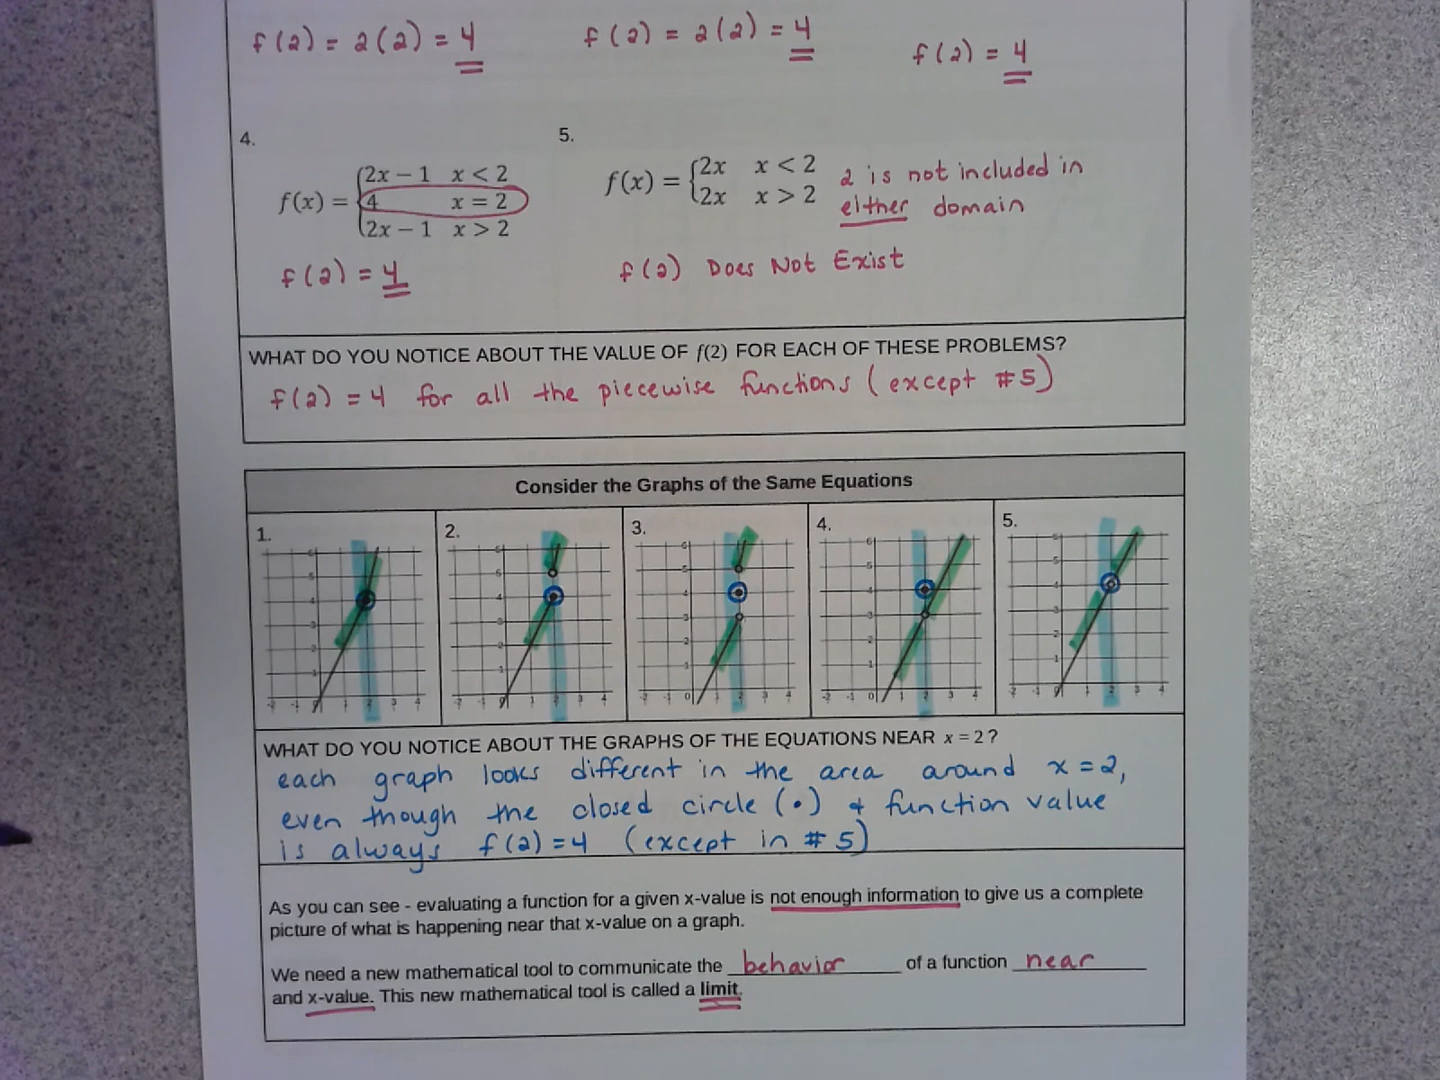 f(2) = 2(2) = 4
f(2) = 2(2) = 4
f(2) = 4
4.
f(x) = {2x − 1 x < 2
4 x = 2
2x − 1 x > 2
f(2) = 4
5.
f(x) = {2x x < 2
2x x > 2
2 is not included in
either domain
f(2) Does Not Exist
WHAT DO YOU NOTICE ABOUT THE VALUE OF f(2) FOR EACH OF THESE PROBLEMS?
f(2) = 4 for all the piecewise functions (except #5)
Consider the Graphs of the Same Equations
1.
2.
3.
4.
5.
WHAT DO YOU NOTICE ABOUT THE GRAPHS OF THE EQUATIONS NEAR x = 2?
each graph looks different in the area around x = 2,
even though the closed circle (•) & function value
is always f(2) = 4 (except in #5)
As you can see - evaluating a function for a given x-value is not enough information to give us a complete
picture of what is happening near that x-value on a graph.
We need a new mathematical tool to communicate the behavior of a function near
and x-value. This new mathematical tool is called a limit.